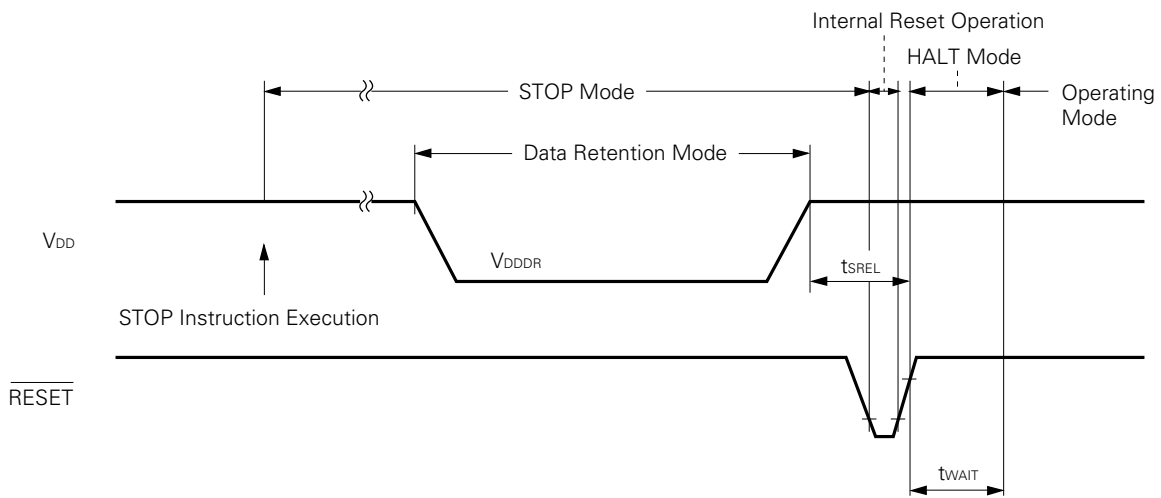 Internal Reset Operation
HALT Mode
STOP Mode
Operating
Mode
Data Retention Mode
VDD
VDDDR
tSREL
STOP Instruction Execution
RESET
tWAIT